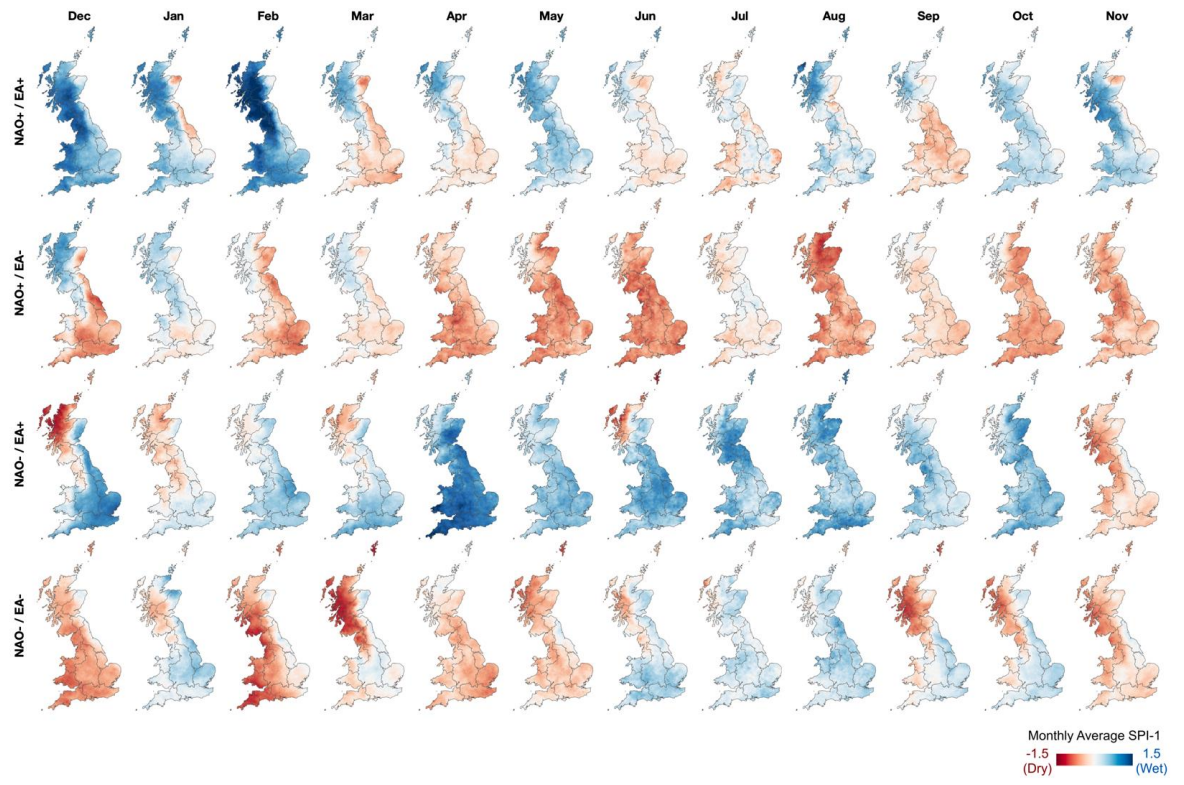 Dec Jan Feb Mar Apr May Jun Jul Aug Sep Oct Nov
NAO+ / EA+
NAO+ / EA-
NAO- / EA+
NAO- / EA-
Monthly Average SPI-1
-1.5 1.5
(Dry) (Wet)